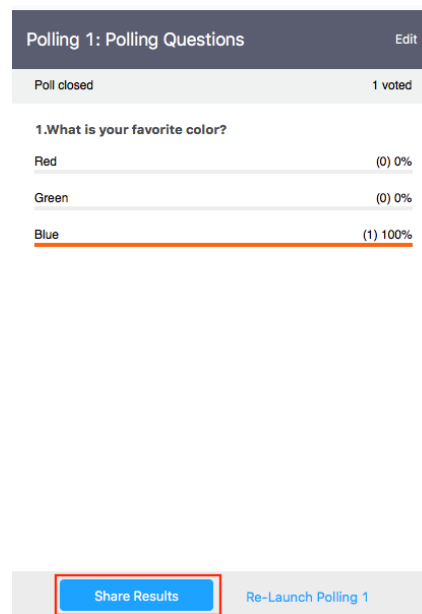 Polling 1: Polling Questions Edit
Poll closed 1 voted
1.What is your favorite color?
Red (0) 0%
Green (0) 0%
Blue (1) 100%
Share Results Re-Launch Polling 1